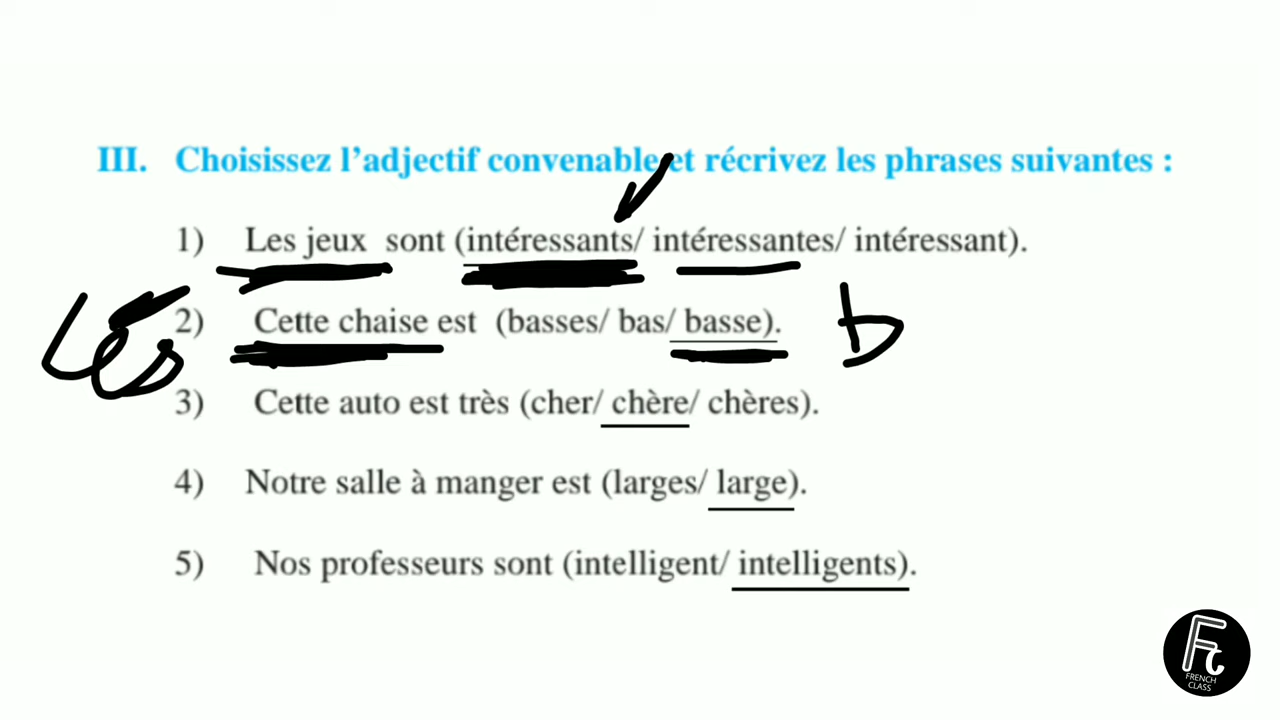 III. Choisissez l'adjectif convenable et récrivez les phrases suivantes :
1) Les jeux sont (intéressants/ intéressantes/ intéressant).
2) Cette chaise est (basses/ bas/ basse).
Les
b
3) Cette auto est très (cher/ chère/ chères).
4) Notre salle à manger est (larges/ large).
5) Nos professeurs sont (intelligent/ intelligents).
Fc
FRENCH
CLASS